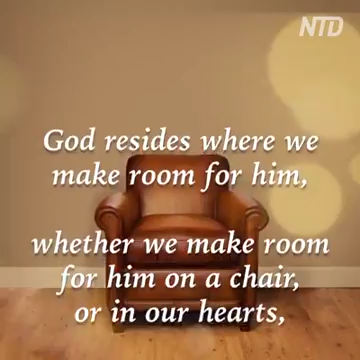 NTD
God resides where we
make room for him,
whether we make room
for him on a chair,
or in our hearts,